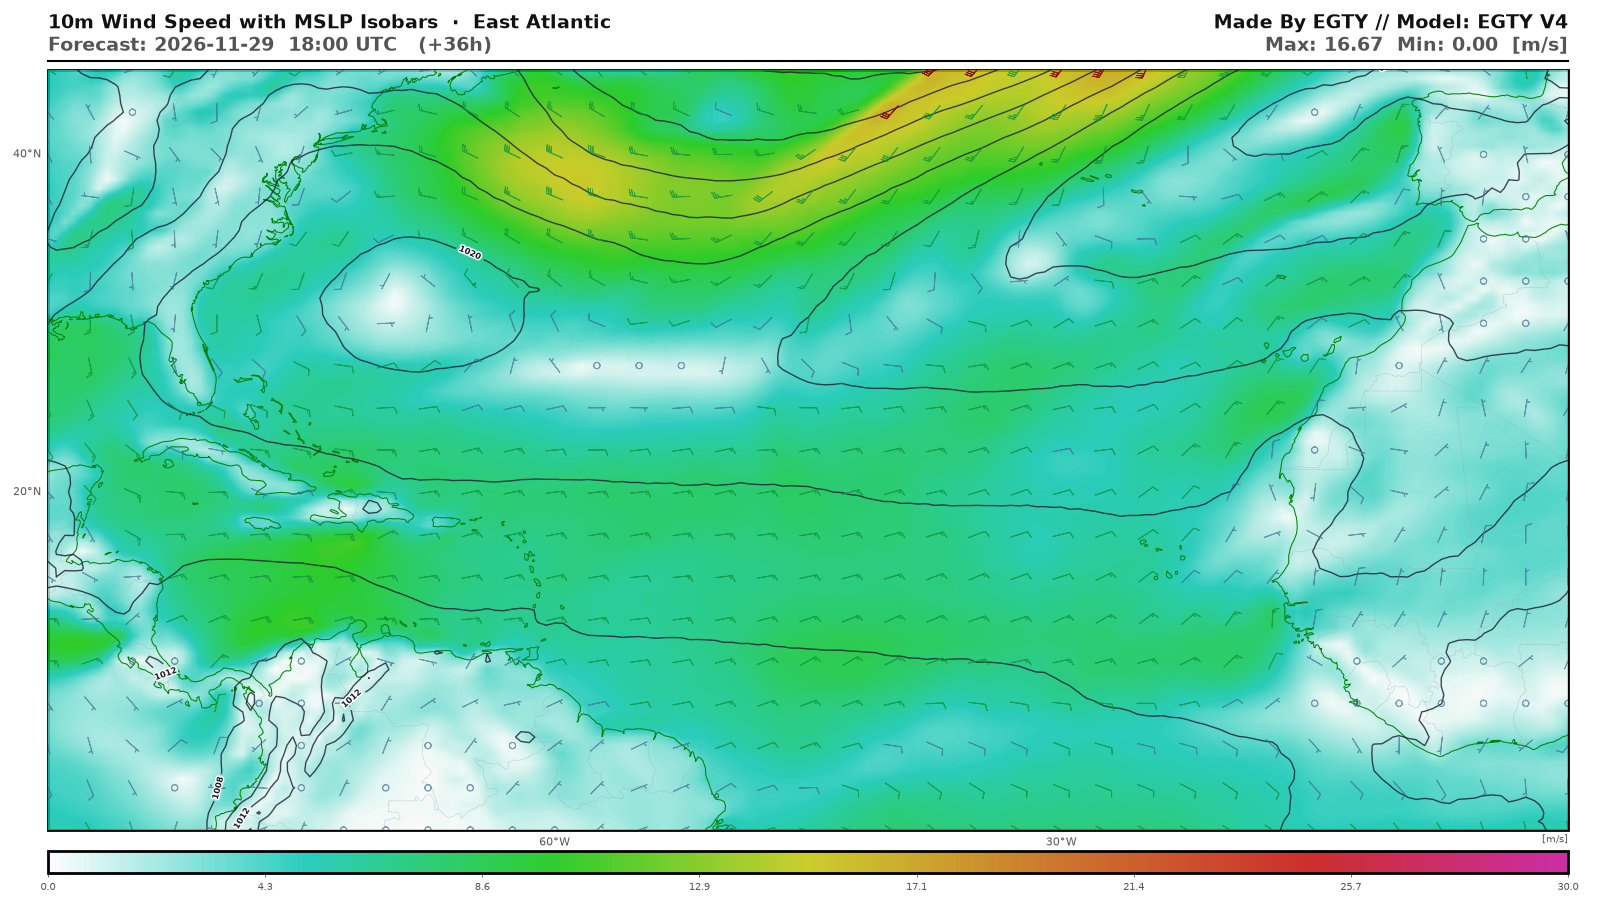 10m Wind Speed with MSLP Isobars · East Atlantic
Made By EGTY // Model: EGTY V4
Forecast: 2026-11-29 18:00 UTC (+36h)
Max: 16.67 Min: 0.00 [m/s]
40°N
1020
20°N
1012
1012
1008
1012
60°W
30°W
[m/s]
0.0
4.3
8.6
12.9
17.1
21.4
25.7
30.0